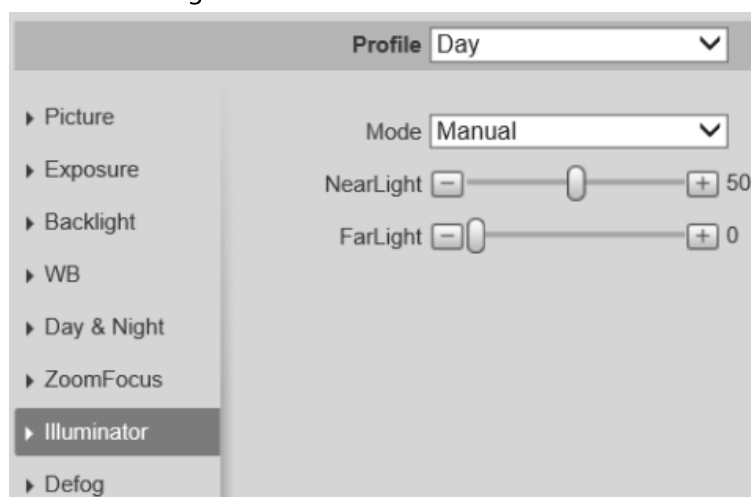 Profile Day
Picture
Mode Manual
Exposure
NearLight 50
Backlight
FarLight 0
WB
Day & Night
ZoomFocus
Illuminator
Defog